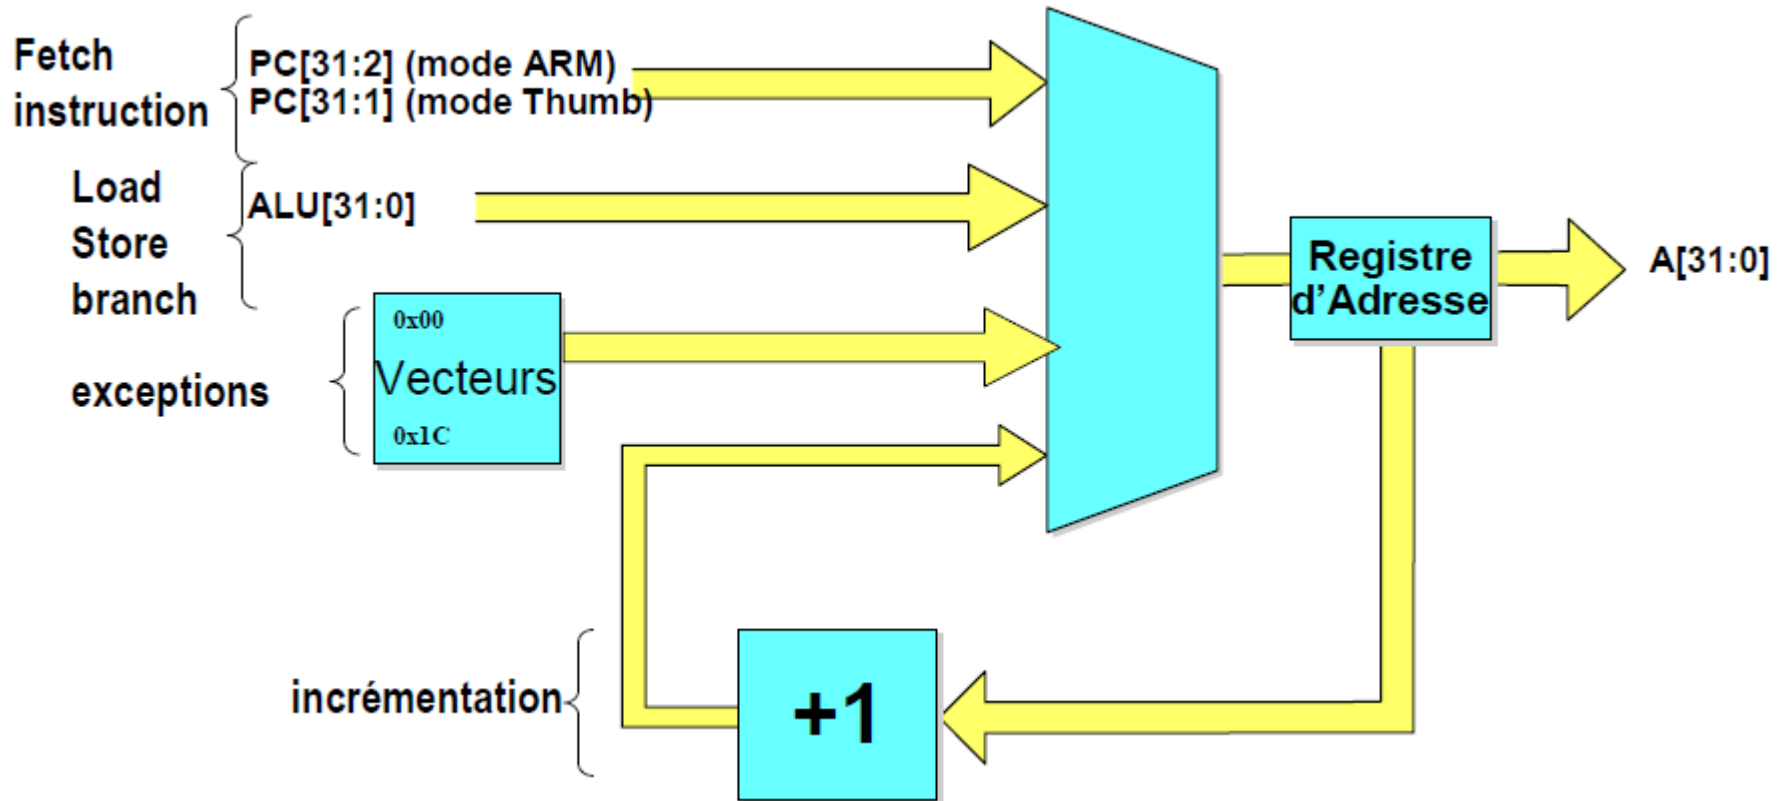 Fetch
instruction
PC[31:2] (mode ARM)
PC[31:1] (mode Thumb)
Load
Store
branch
ALU[31:0]
exceptions
0x00
Vecteurs
0x1C
Registre
d’Adresse
A[31:0]
incrémentation
+1